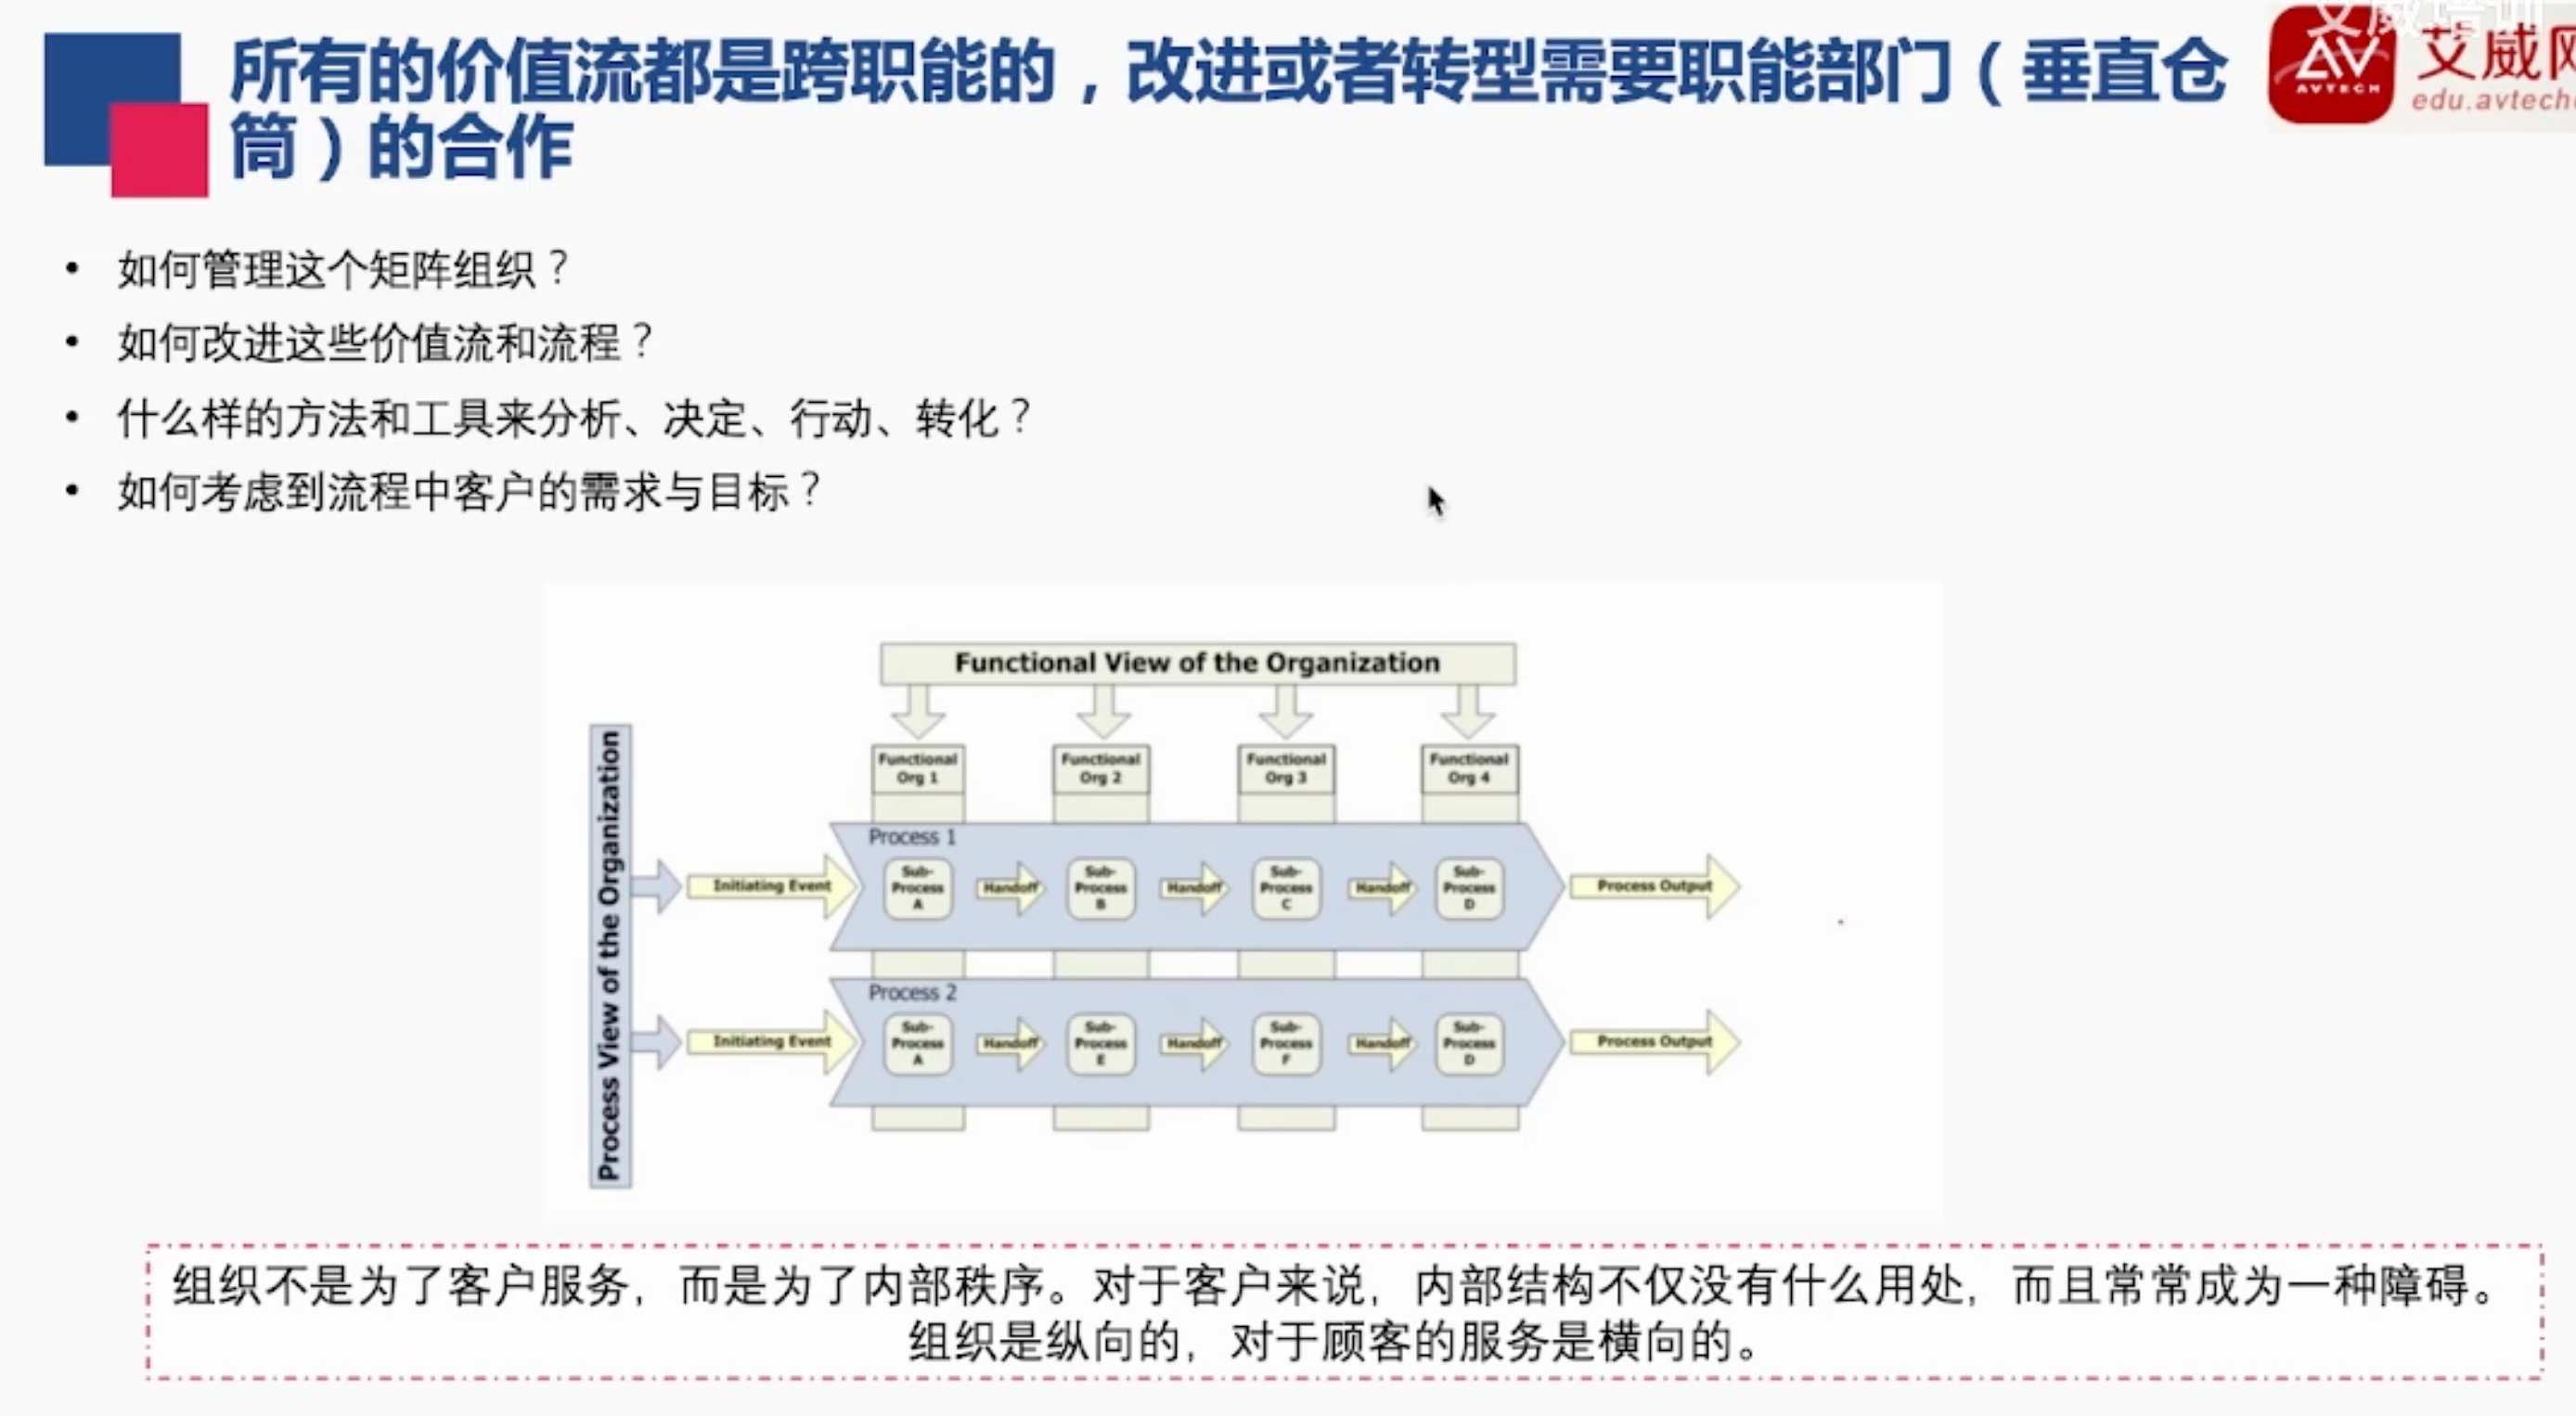 所有的价值流都是跨职能的，改进或者转型需要职能部门（垂直仓
筒）的合作
艾威培训
AV
AVTECH
艾威网
edu.avtech
• 如何管理这个矩阵组织？
• 如何改进这些价值流和流程？
• 什么样的方法和工具来分析、决定、行动、转化？
• 如何考虑到流程中客户的需求与目标？
Functional View of the Organization
Process View of the Organization
Functional
Org 1
Functional
Org 2
Functional
Org 3
Functional
Org 4
Process 1
Initiating Event
Sub-
Process
A
Handoff
Sub-
Process
B
Handoff
Sub-
Process
C
Handoff
Sub-
Process
D
Process Output
Process 2
Initiating Event
Sub-
Process
A
Handoff
Sub-
Process
E
Handoff
Sub-
Process
F
Handoff
Sub-
Process
D
Process Output
组织不是为了客户服务，而是为了内部秩序。对于客户来说，内部结构不仅没有什么用处，而且常常成为一种障碍。
组织是纵向的，对于顾客的服务是横向的。